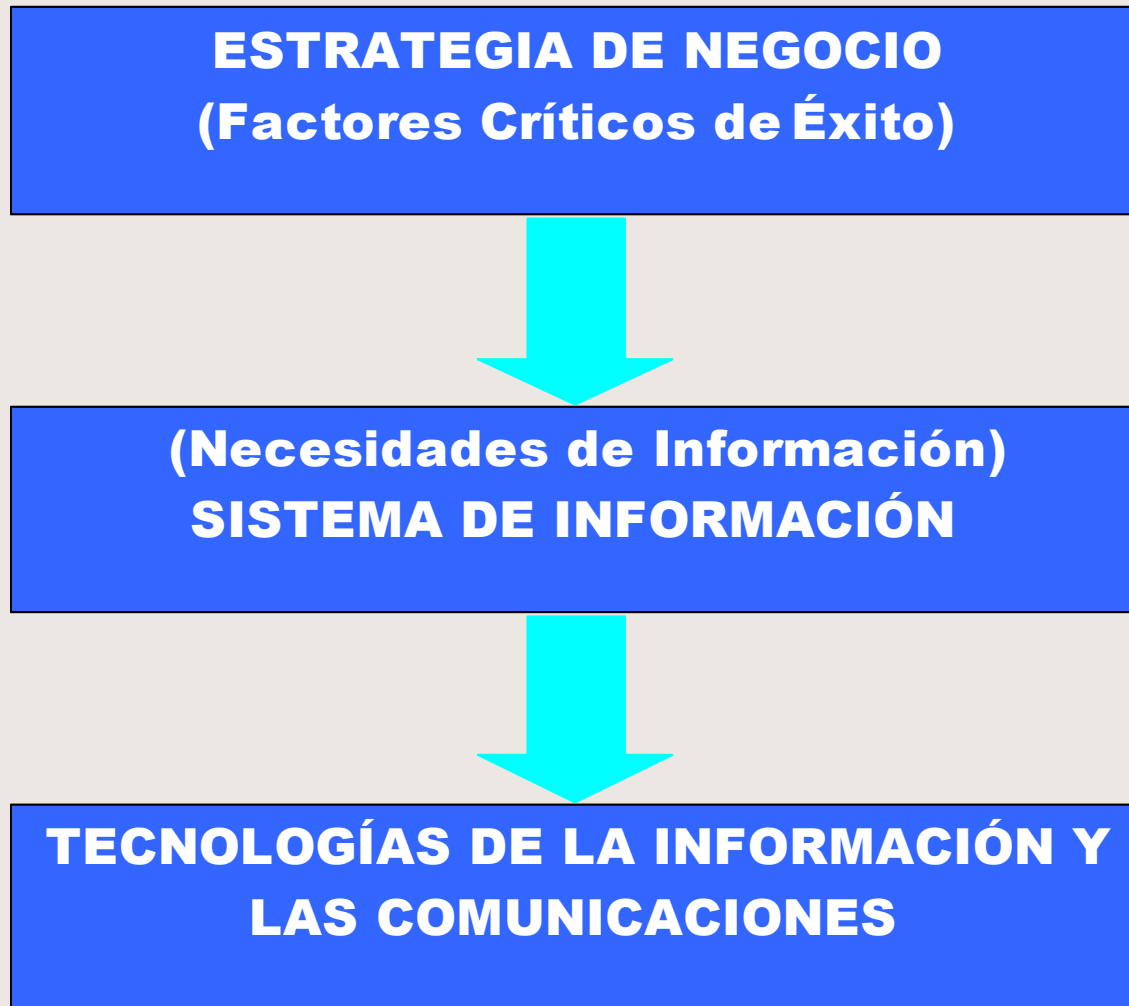 ESTRATEGIA DE NEGOCIO
(Factores Críticos de Éxito)
(Necesidades de Información)
SISTEMA DE INFORMACIÓN
TECNOLOGÍAS DE LA INFORMACIÓN Y
LAS COMUNICACIONES